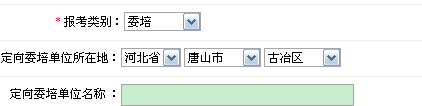 *报考类别：委培
定向委培单位所在地：河北省 唐山市 古冶区
定向委培单位名称：